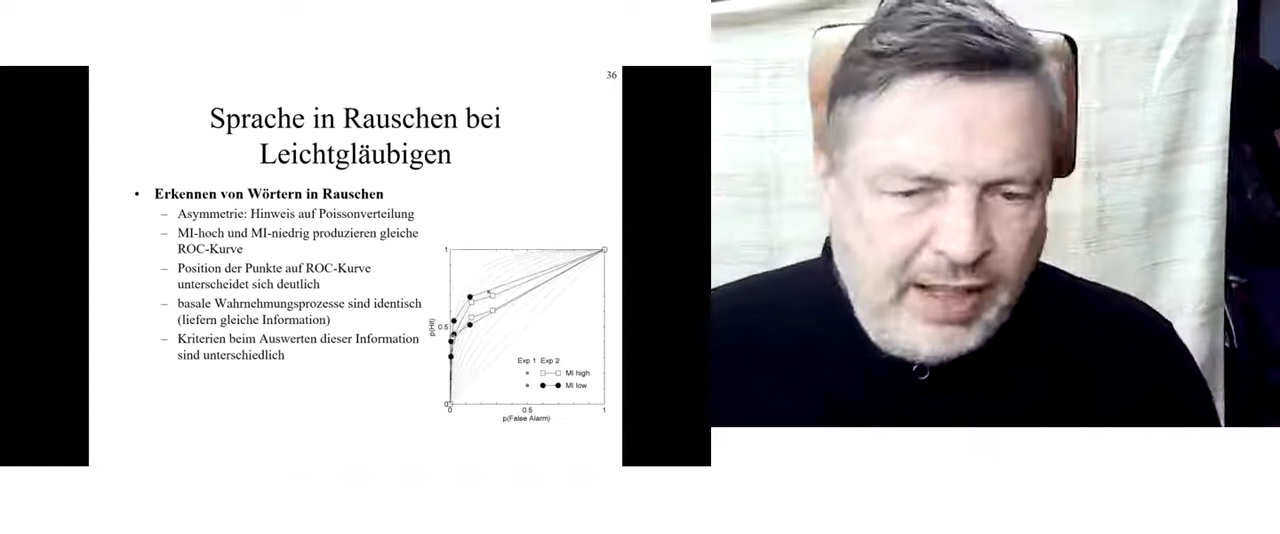 36
Sprache in Rauschen bei
Leichtgläubigen
• Erkennen von Wörtern in Rauschen
– Asymmetrie: Hinweis auf Poissonverteilung
– MI-hoch und MI-niedrig produzieren gleiche
ROC-Kurve
– Position der Punkte auf ROC-Kurve
unterscheidet sich deutlich
– basale Wahrnehmungsprozesse sind identisch
(liefern gleiche Information)
– Kriterien beim Auswerten dieser Information
sind unterschiedlich
1
0.5
p(Hit)
0
Exp 1 Exp 2
MI high
MI low
0 0.5 1
p(False Alarm)